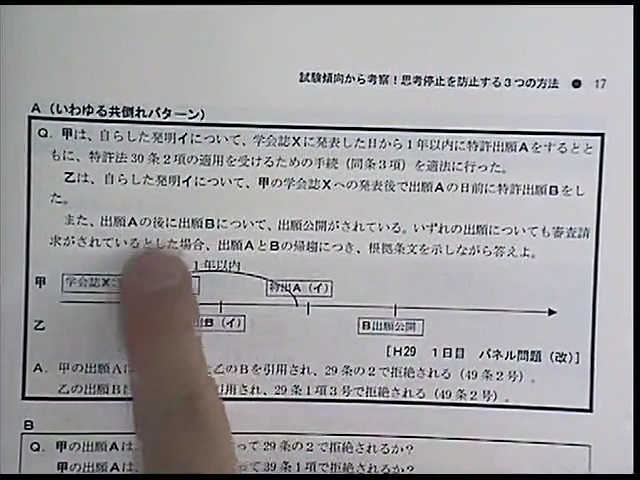 試験傾向から考察！思考停止を防止する３つの方法 ● 17
A（いわゆる共倒れパターン）
Q．甲は、自らした発明イについて、学会誌Xに発表した日から１年以内に特許出願Aをするとと
もに、特許法30条２項の適用を受けるための手続（同条３項）を適法に行った。
乙は、自らした発明イについて、甲の学会誌Xへの発表後で出願Aの日前に特許出願Bをし
た。
また、出願Aの後に出願Bについて、出願公開がされている。いずれの出願についても審査請
求がされているとした場合、出願AとBの帰趨につき、根拠条文を示しながら答えよ。
１年以内
甲 学会誌X 特出A（イ）
乙 出B（イ） B出願公開
［H29　１日目　パネル問題（改）］
A．甲の出願A 乙のBを引用され、29条の２で拒絶される（49条２号）。
乙の出願B 用され、29条１項３号で拒絶される（49条２号）。
B
Q．甲の出願Aは、 って29条の２で拒絶されるか？
甲の出願Aは、 って39条１項で拒絶されるか？